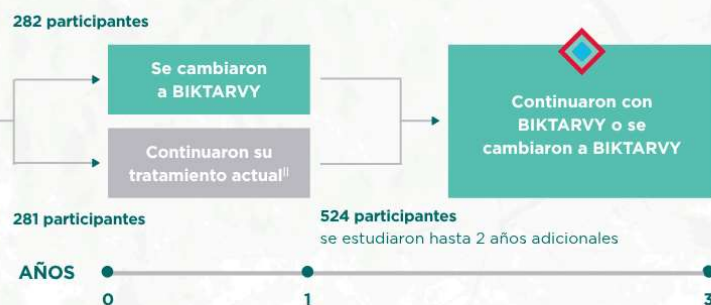 282 participantes
Se cambiaron
a BIKTARVY
Continuaron su
tratamiento actual||
281 participantes
Continuaron con
BIKTARVY o se
cambiaron a BIKTARVY
524 participantes
se estudiaron hasta 2 años adicionales
AÑOS
0
1
3